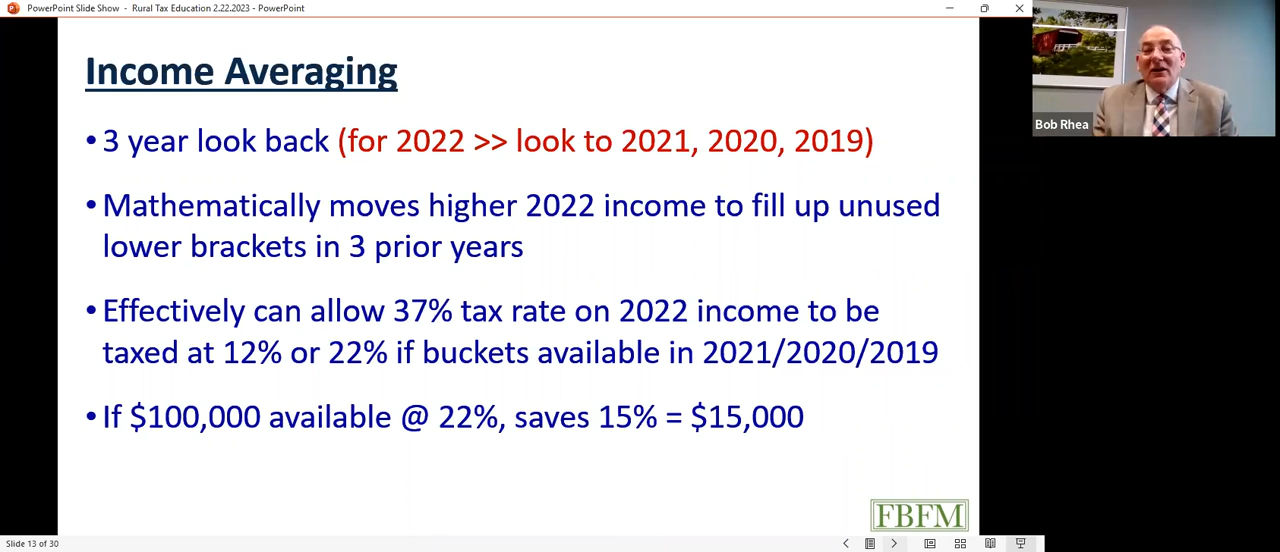 PowerPoint Slide Show - Rural Tax Education 2.22.2023 - PowerPoint
Income Averaging
• 3 year look back (for 2022 >> look to 2021, 2020, 2019)
• Mathematically moves higher 2022 income to fill up unused
lower brackets in 3 prior years
• Effectively can allow 37% tax rate on 2022 income to be
taxed at 12% or 22% if buckets available in 2021/2020/2019
• If $100,000 available @ 22%, saves 15% = $15,000
FBFM
Slide 13 of 30
Bob Rhea